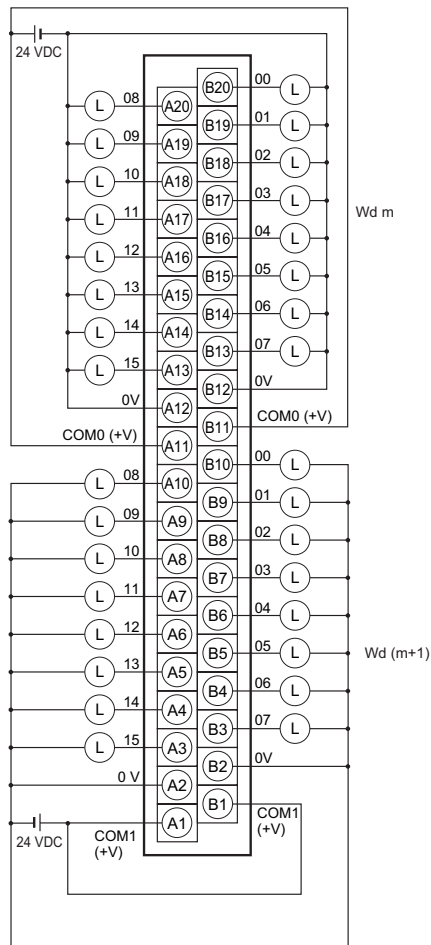 24 VDC
L 08 A20 B20 00 L
L 09 A19 B19 01 L
L 10 A18 B18 02 L
L 11 A17 B17 03 L
Wd m
L 12 A16 B16 04 L
L 13 A15 B15 05 L
L 14 A14 B14 06 L
L 15 A13 B13 07 L
0V A12 B12 0V
COM0 (+V) A11 B11 COM0 (+V)
L 08 A10 B10 00 L
L 09 A9 B9 01 L
L 10 A8 B8 02 L
L 11 A7 B7 03 L
L 12 A6 B6 04 L
L 13 A5 B5 05 L
Wd (m+1)
L 14 A4 B4 06 L
L 15 A3 B3 07 L
0 V A2 B2 0V
24 VDC
COM1
(+V)
A1 B1
COM1
(+V)